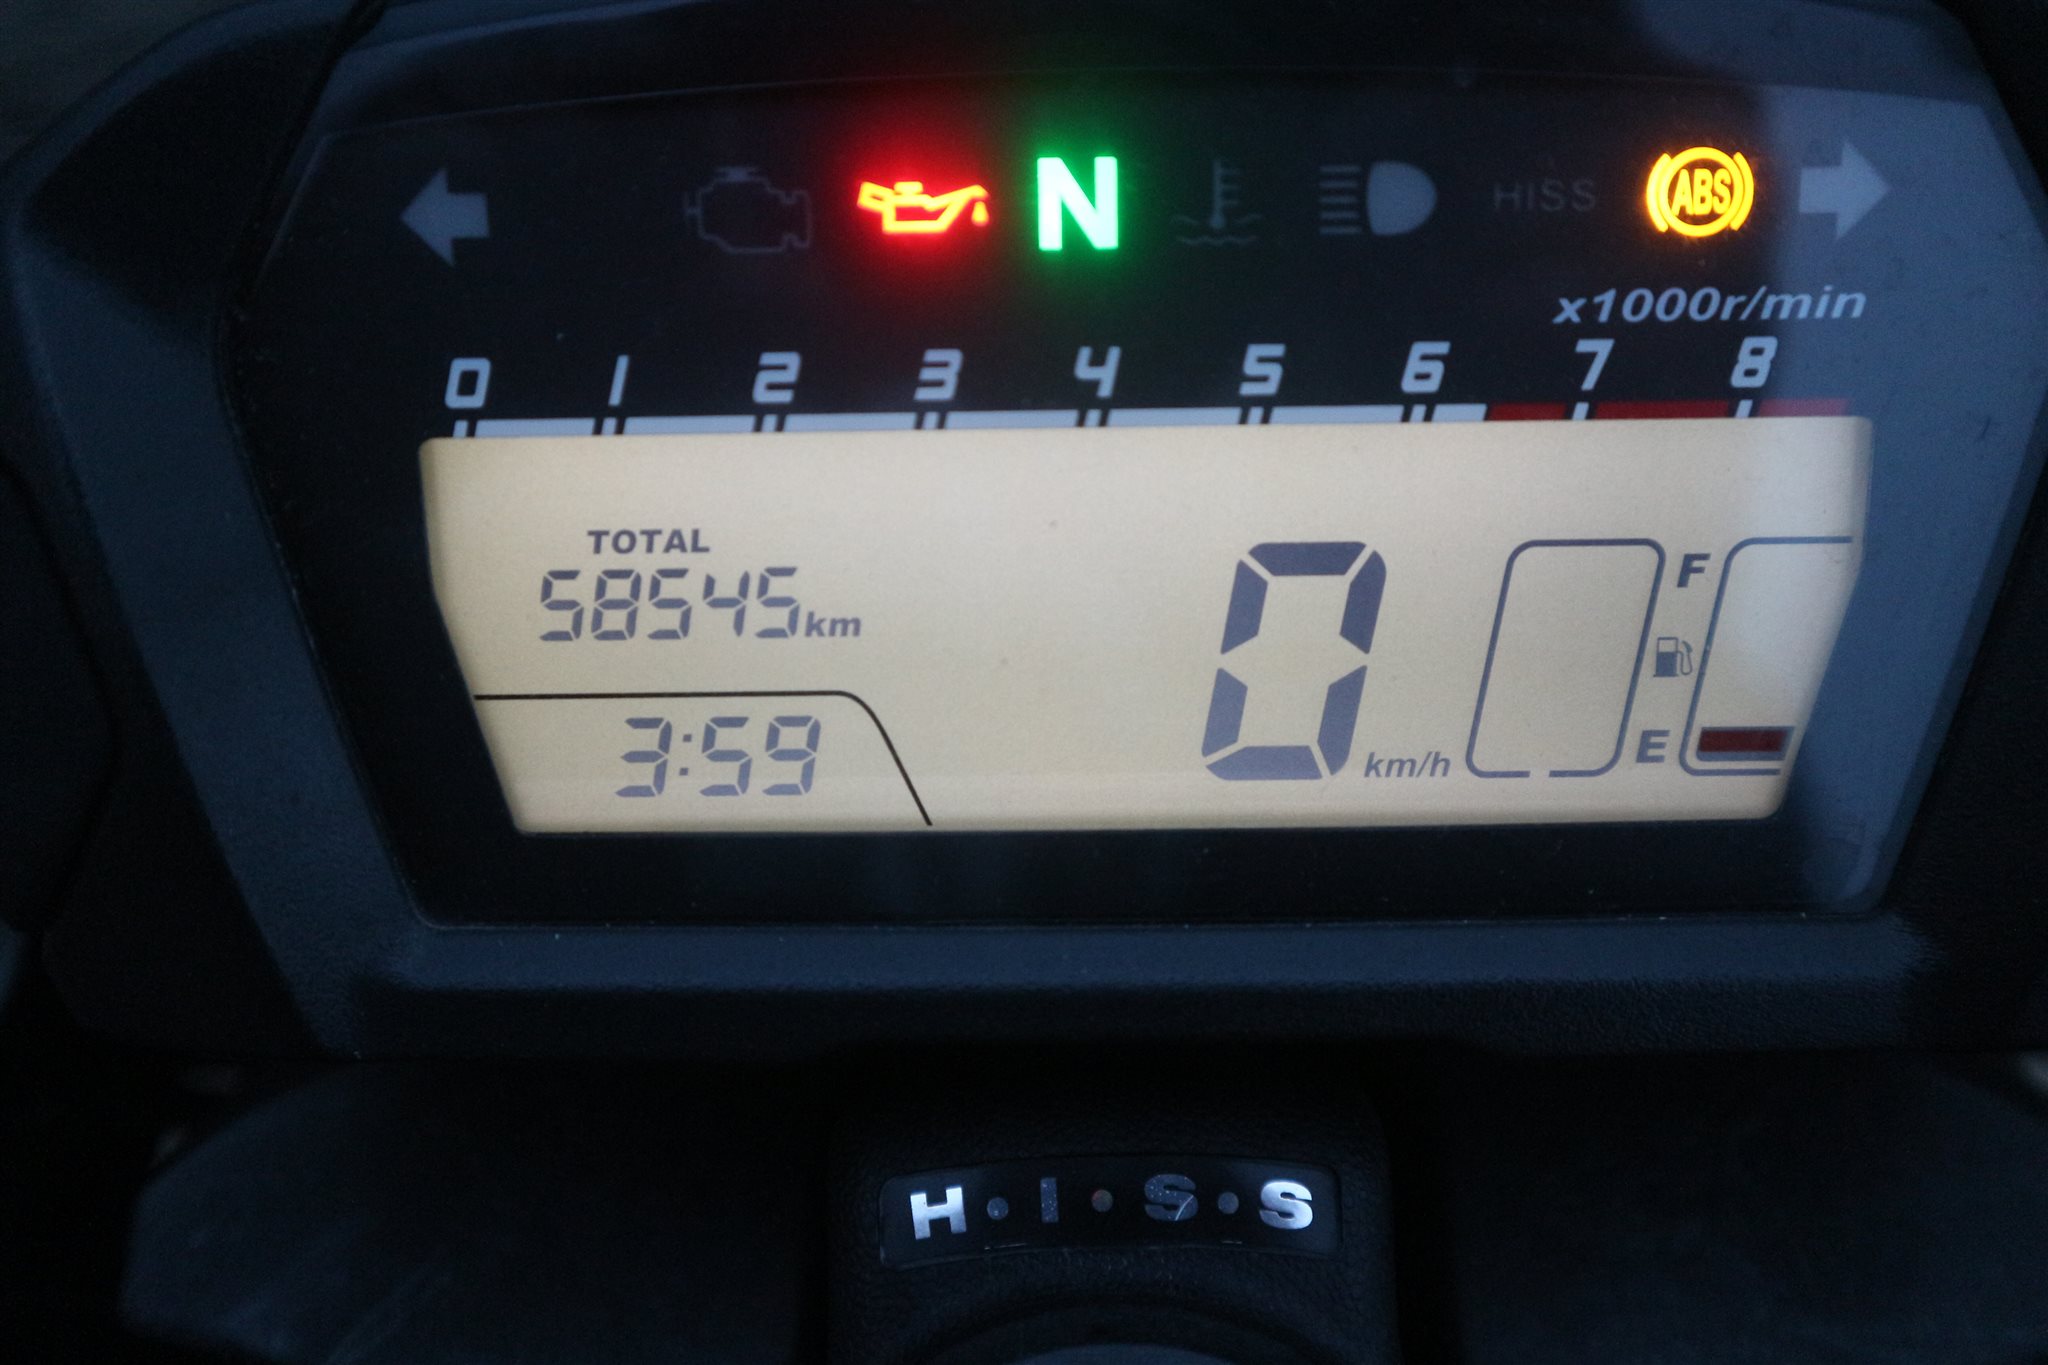 N HISS ABS
x1000r/min
0 1 2 3 4 5 6 7 8
TOTAL
58545km
0 km/h
F
E
3:59
H·I·S·S